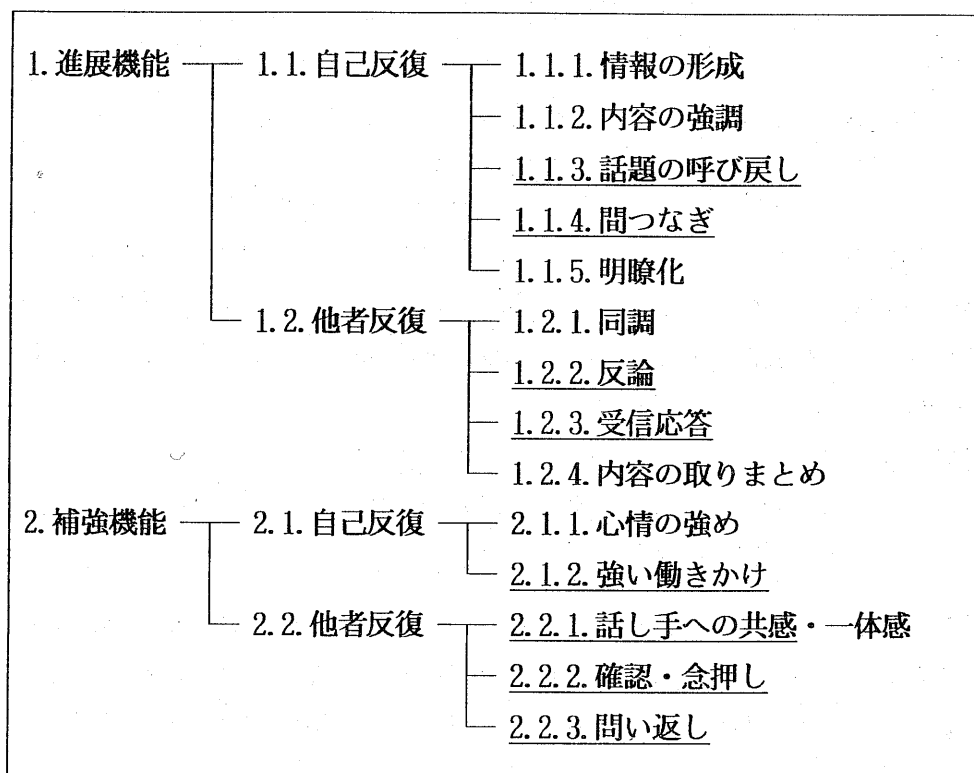 1. 進展機能 1.1. 自己反復 1.1.1. 情報の形成
1.1.2. 内容の強調
1.1.3. 話題の呼び戻し
1.1.4. 間つなぎ
1.1.5. 明瞭化
1.2. 他者反復 1.2.1. 同調
1.2.2. 反論
1.2.3. 受信応答
1.2.4. 内容の取りまとめ
2. 補強機能 2.1. 自己反復 2.1.1. 心情の強め
2.1.2. 強い働きかけ
2.2. 他者反復 2.2.1. 話し手への共感・一体感
2.2.2. 確認・念押し
2.2.3. 問い返し